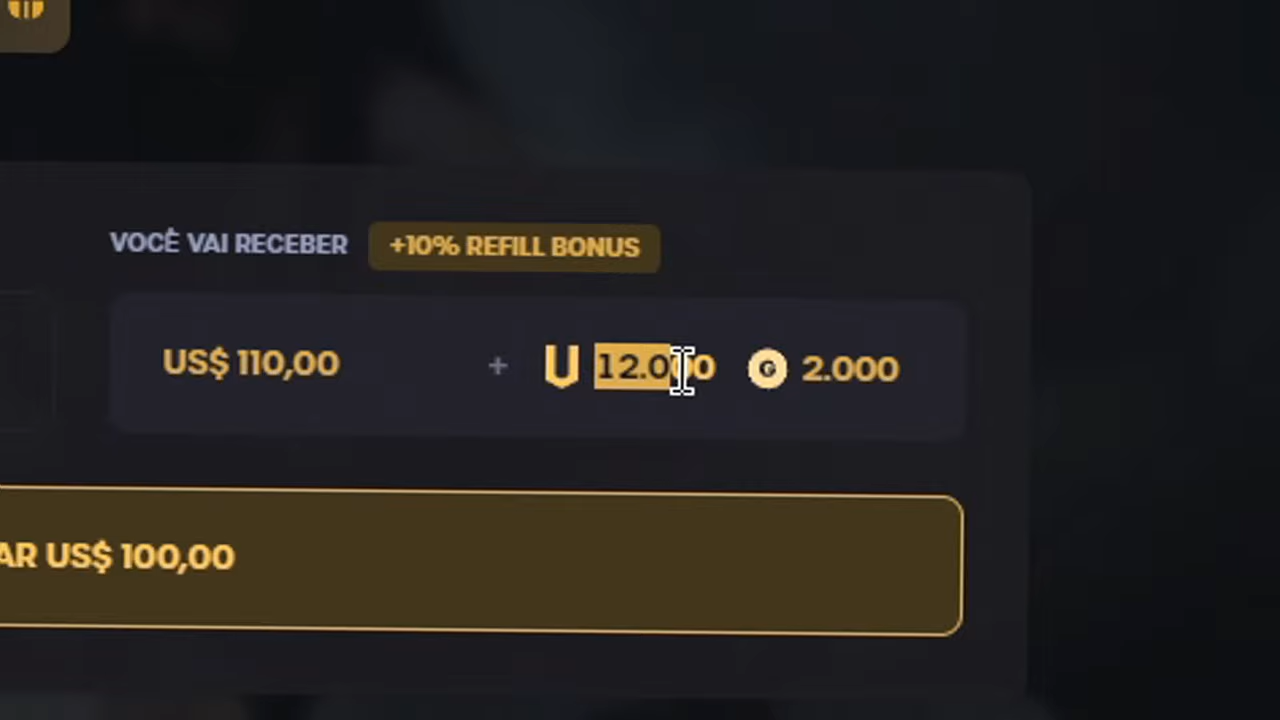 VOCÊ VAI RECEBER +10% REFILL BONUS
US$ 110,00 + 12.000 2.000
AR US$ 100,00